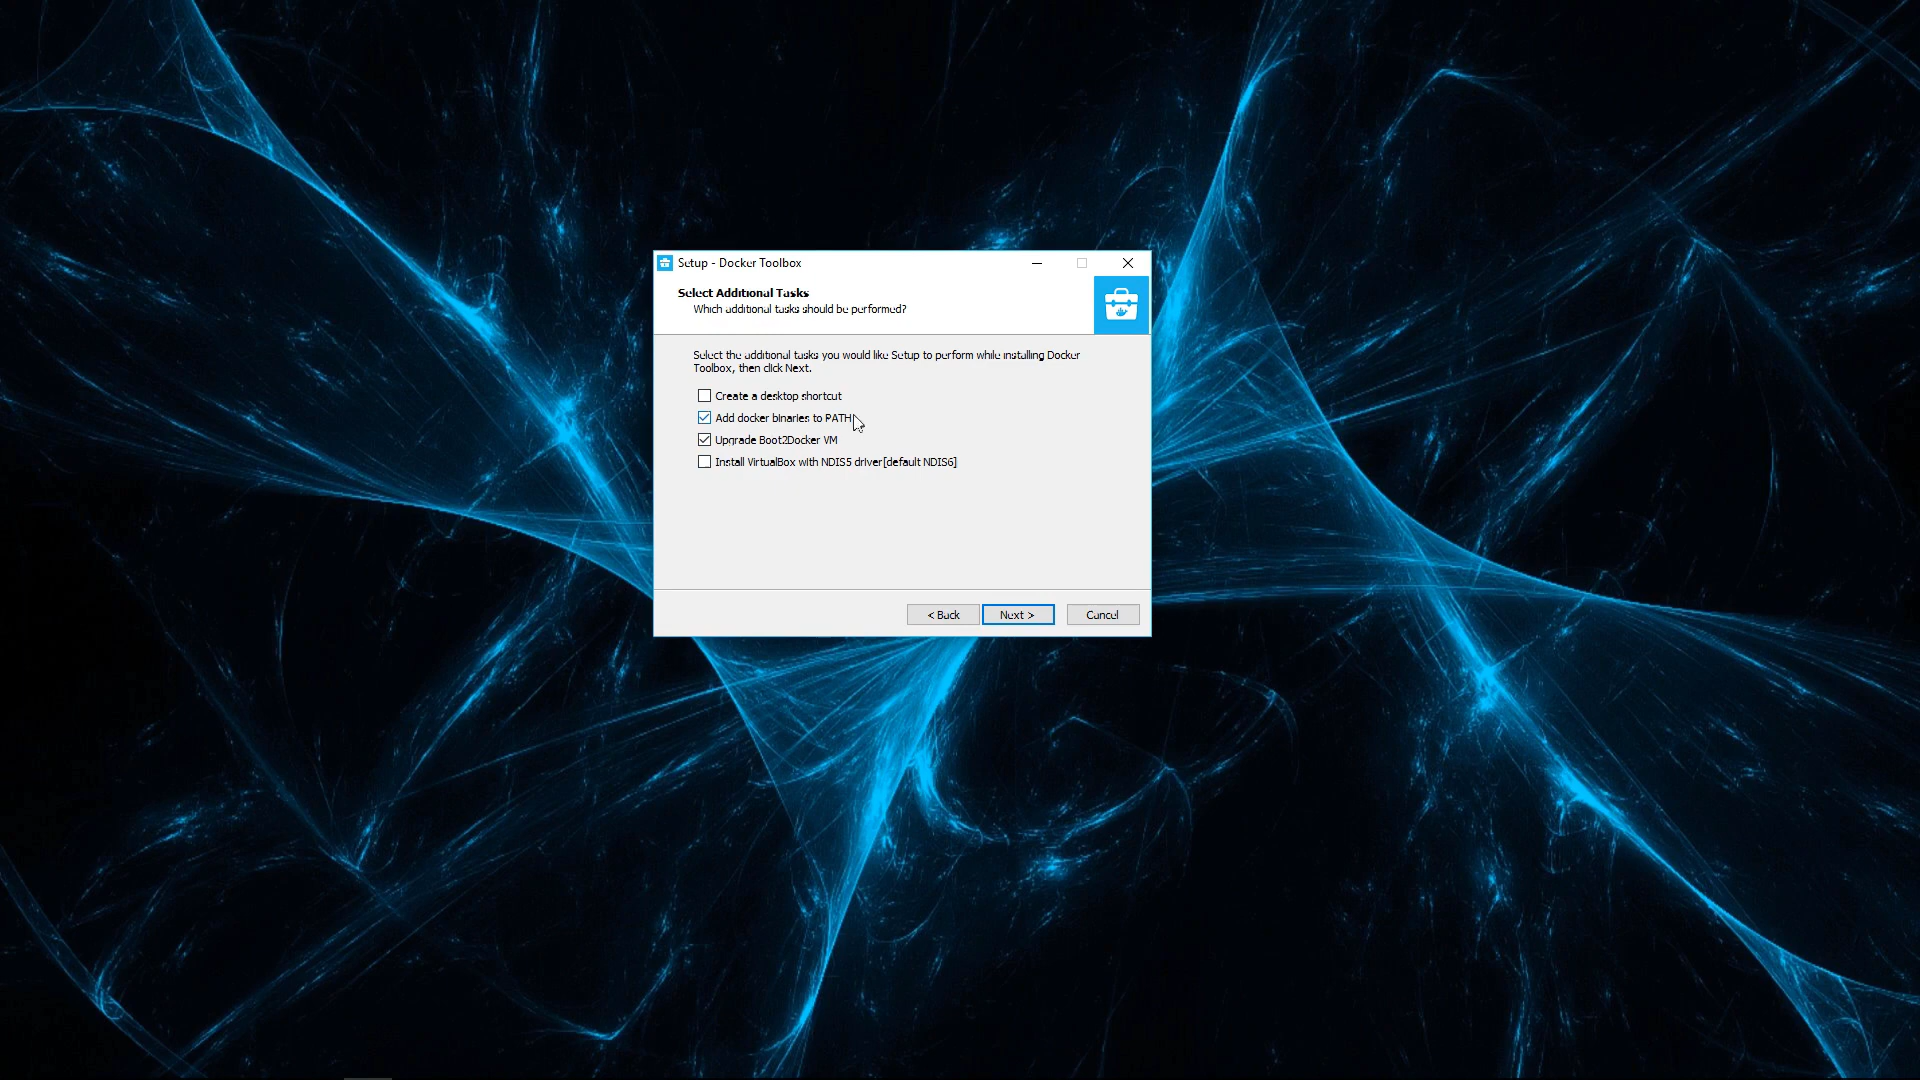 Setup - Docker Toolbox
Select Additional Tasks
Which additional tasks should be performed?
Select the additional tasks you would like Setup to perform while installing Docker
Toolbox, then click Next.
Create a desktop shortcut
Add docker binaries to PATH
Upgrade Boot2Docker VM
Install VirtualBox with NDIS5 driver[default NDIS6]
< Back
Next >
Cancel